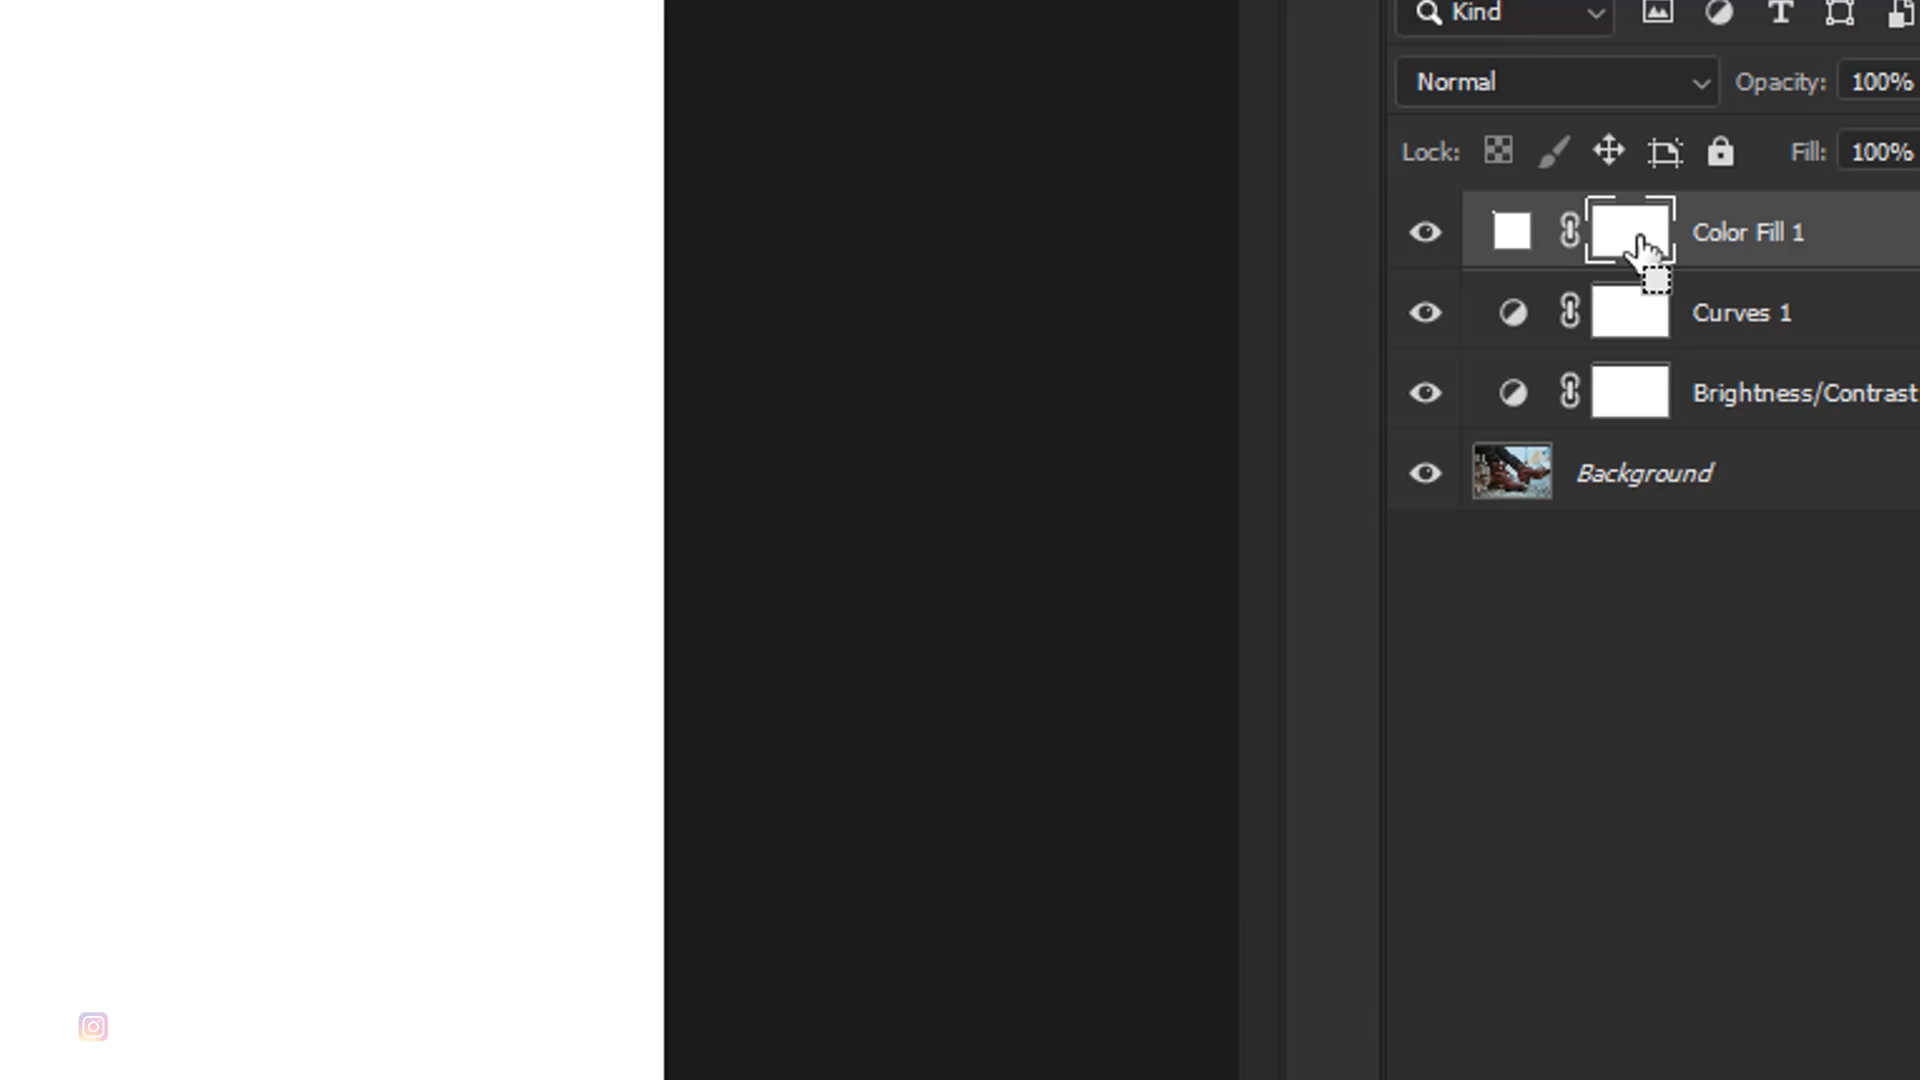 Kind
Normal Opacity: 100%
Lock: Fill: 100%
Color Fill 1
Curves 1
Brightness/Contrast
Background